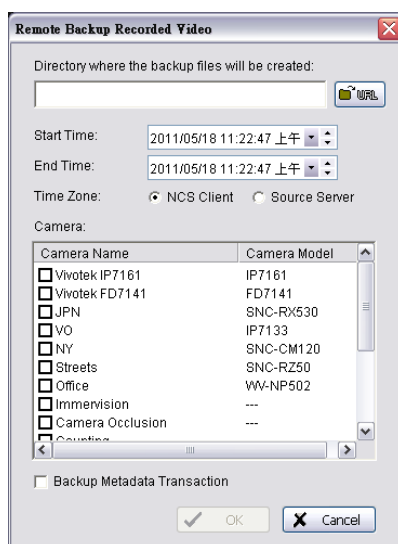 Remote Backup Recorded Video
Directory where the backup files will be created:
URL
Start Time: 2011/05/18 11:22:47 上午
End Time: 2011/05/18 11:22:47 上午
Time Zone: NCS Client Source Server
Camera:
Camera Name Camera Model
Vivotek IP7161 IP7161
Vivotek FD7141 FD7141
JPN SNC-RX530
VO IP7133
NY SNC-CM120
Streets SNC-RZ50
Office WV-NP502
Immervision ---
Camera Occlusion ---
Counting
Backup Metadata Transaction
OK Cancel